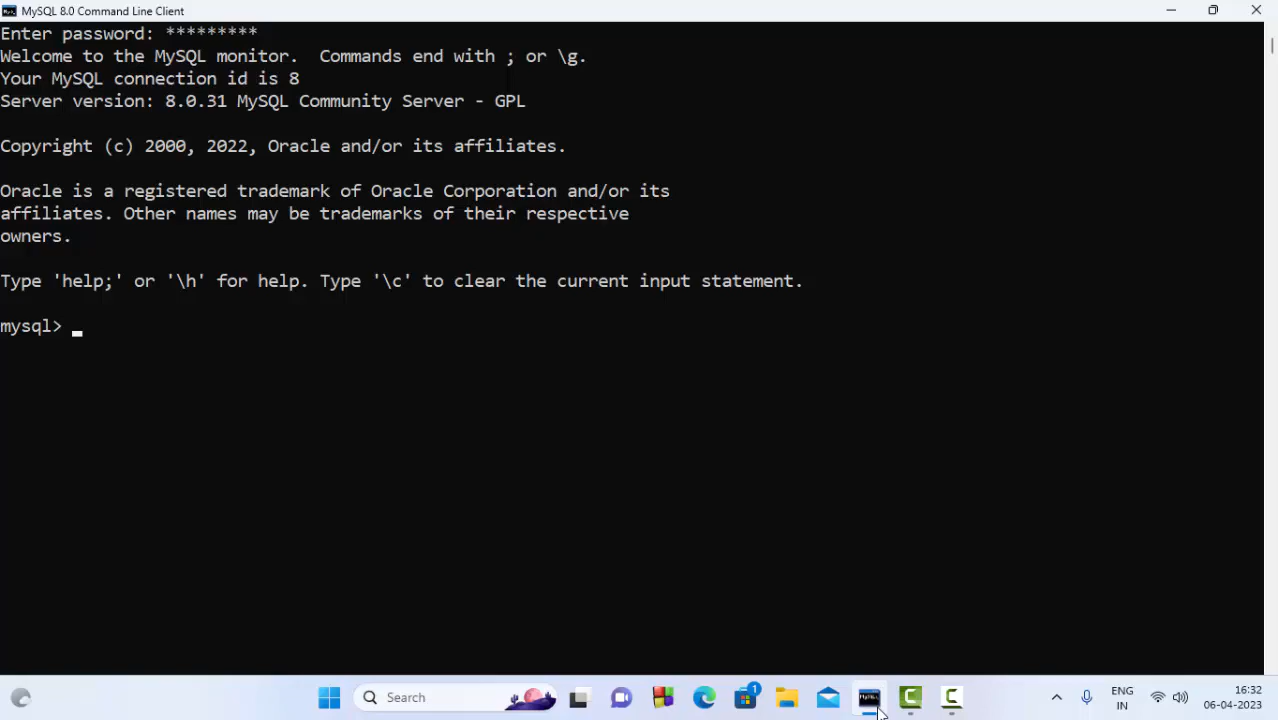 MySQL 8.0 Command Line Client
Enter password: *********
Welcome to the MySQL monitor.  Commands end with ; or \g.
Your MySQL connection id is 8
Server version: 8.0.31 MySQL Community Server - GPL
Copyright (c) 2000, 2022, Oracle and/or its affiliates.
Oracle is a registered trademark of Oracle Corporation and/or its
affiliates. Other names may be trademarks of their respective
owners.
Type 'help;' or '\h' for help. Type '\c' to clear the current input statement.
mysql>
Search
1
C
C
ENG
IN
16:32
06-04-2023